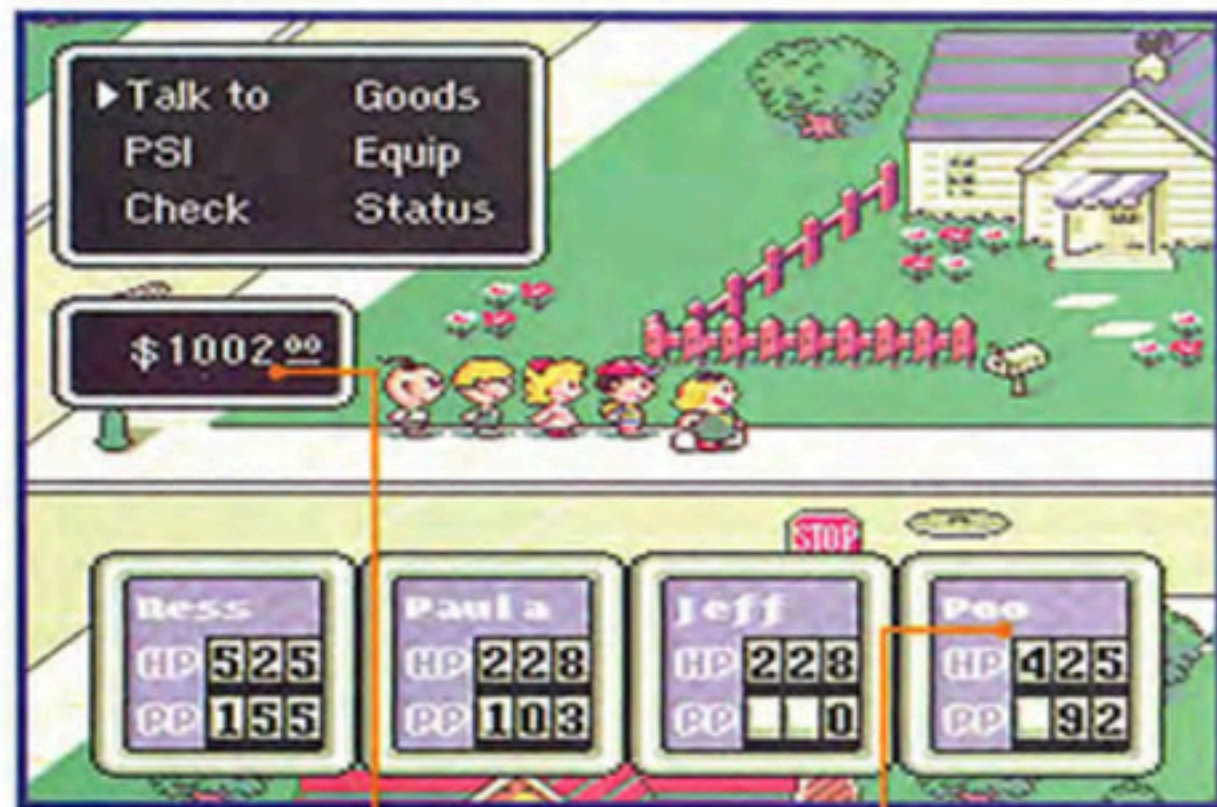 Talk to Goods
PSI Equip
Check Status
$1002.00
STOP
Ness Paula Jeff Poo
HP 525 HP 228 HP 228 HP 425
PP 155 PP 103 PP 0 PP 92